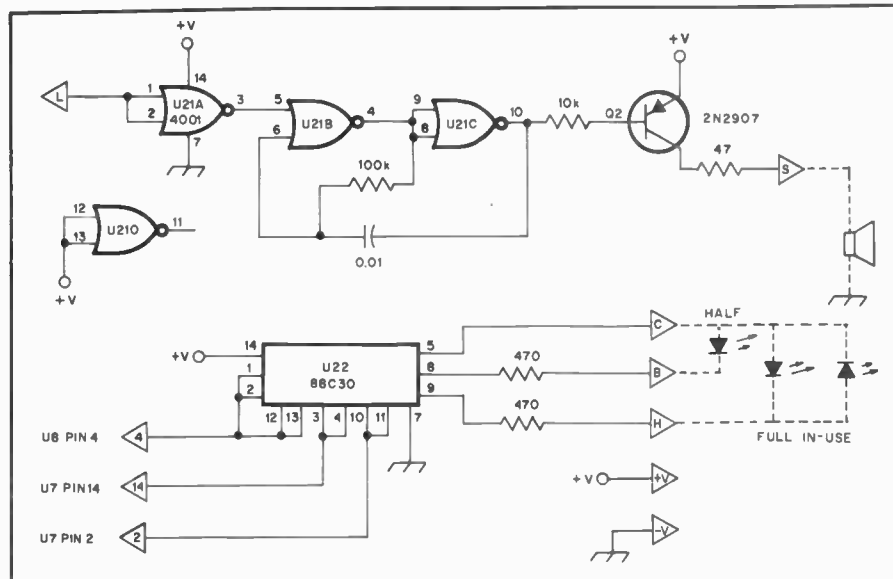 +V
+V
14
L
1
2
U21A
4001
3
7
5
6
U21B
4
9
8
U21C
10
10k
Q2
2N2907
47
S
100k
0.01
12
13
U21D
11
+V
+V
14
1
2
U22
88C30
5
8
9
12
13
3
4
10
11
7
470
470
C
B
H
HALF
FULL IN-USE
U8 PIN 4
4
U7 PIN 14
14
U7 PIN 2
2
+V
+V
-V